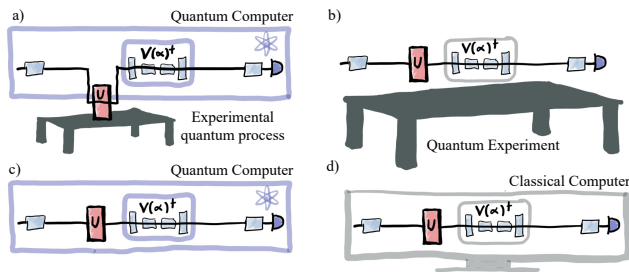 a)
Quantum Computer
V(α)†
U
Experimental
quantum process
b)
V(α)†
U
Quantum Experiment
c)
Quantum Computer
V(α)†
U
d)
Classical Computer
V(α)†
U